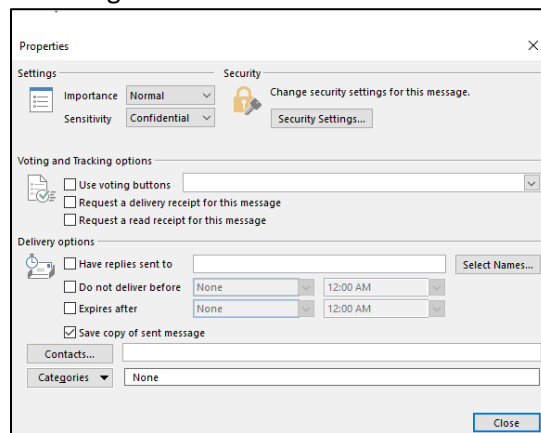 Properties
Settings
Security
Importance Normal
Change security settings for this message.
Sensitivity Confidential
Security Settings...
Voting and Tracking options
Use voting buttons
Request a delivery receipt for this message
Request a read receipt for this message
Delivery options
Have replies sent to
Select Names...
Do not deliver before None 12:00 AM
Expires after None 12:00 AM
Save copy of sent message
Contacts...
Categories None
Close